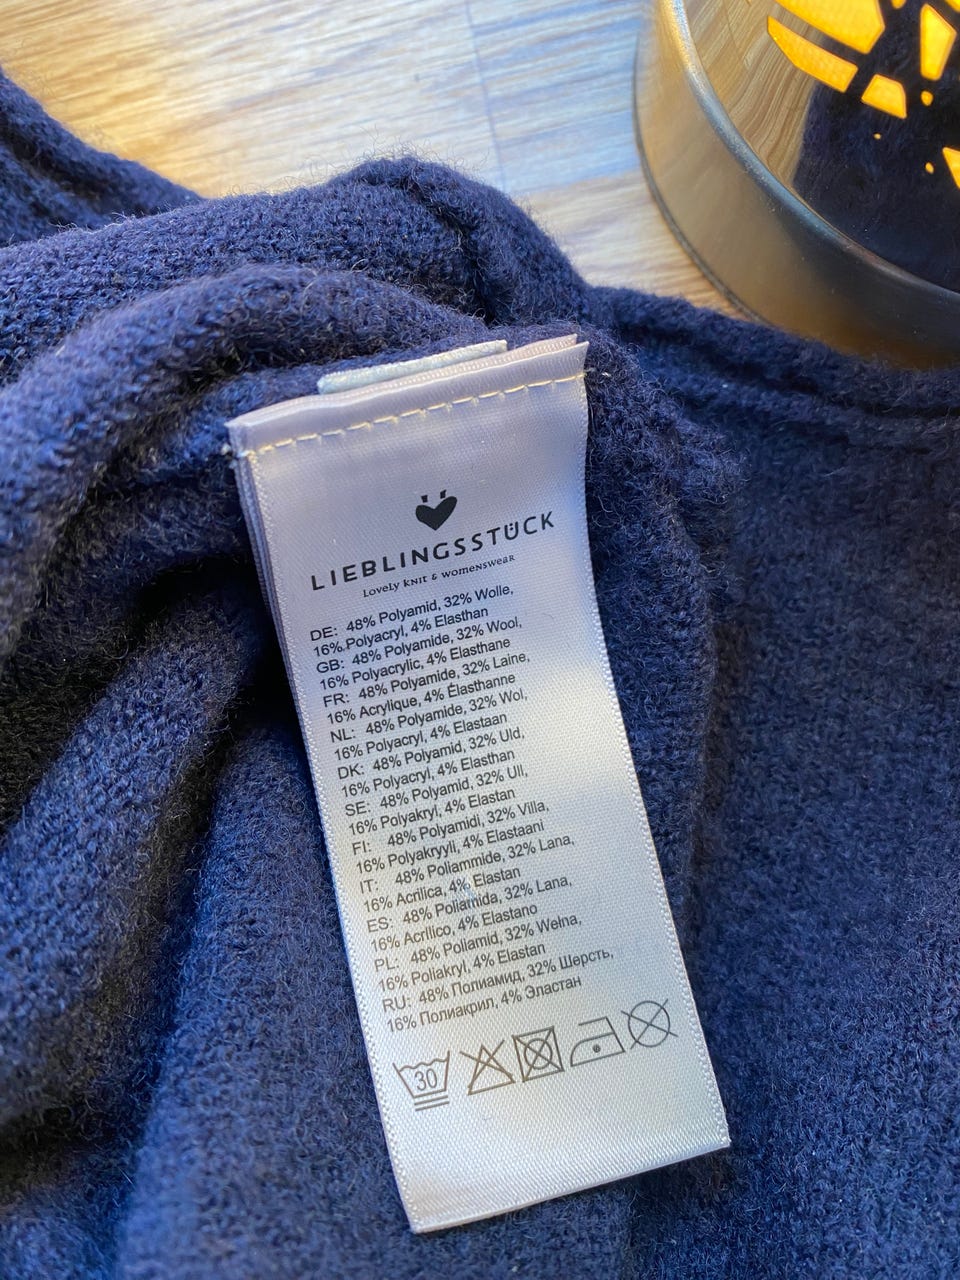 LIEBLINGSSTÜCK
LoveLy KNIT & WOMENSWEAR
DE: 48% Polyamid, 32% Wolle,
16% Polyacryl, 4% Elasthan
GB: 48% Polyamide, 32% Wool,
16% Polyacrylic, 4% Elasthane
FR: 48% Polyamide, 32% Laine,
16% Acrylique, 4% Élasthanne
NL: 48% Polyamide, 32% Wol,
16% Polyacryl, 4% Elastaan
DK: 48% Polyamid, 32% Uld,
16% Polyacryl, 4% Elasthan
SE: 48% Polyamid, 32% Ull,
16% Polyakryl, 4% Elastan
FI: 48% Polyamidi, 32% Villa,
16% Polyakryyli, 4% Elastaani
IT: 48% Poliammide, 32% Lana,
16% Acrilica, 4% Elastan
ES: 48% Poliamida, 32% Lana,
16% Acrílico, 4% Elastano
PL: 48% Poliamid, 32% Wełna,
16% Poliakryl, 4% Elastan
RU: 48% Полиамид, 32% Шерсть,
16% Полиакрил, 4% Эластан
30